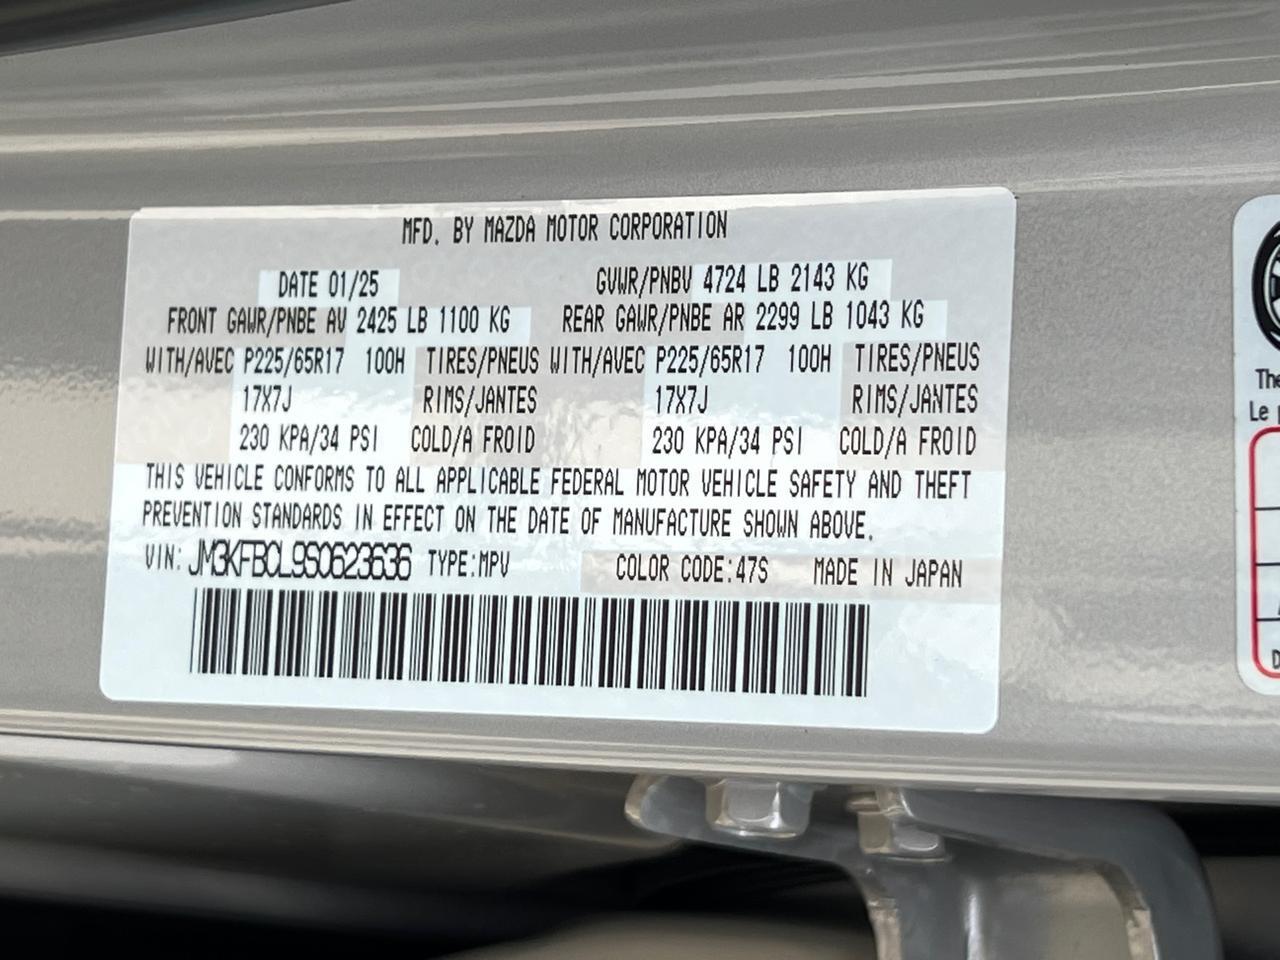 MFD. BY MAZDA MOTOR CORPORATION
DATE 01/25 GVWR/PNBV 4724 LB 2143 KG
FRONT GAWR/PNBE AV 2425 LB 1100 KG REAR GAWR/PNBE AR 2299 LB 1043 KG
WITH/AVEC P225/65R17 100H TIRES/PNEUS WITH/AVEC P225/65R17 100H TIRES/PNEUS
17X7J RIMS/JANTES 17X7J RIMS/JANTES
230 KPA/34 PSI COLD/A FROID 230 KPA/34 PSI COLD/A FROID
THIS VEHICLE CONFORMS TO ALL APPLICABLE FEDERAL MOTOR VEHICLE SAFETY AND THEFT
PREVENTION STANDARDS IN EFFECT ON THE DATE OF MANUFACTURE SHOWN ABOVE.
VIN: JM3KFBCL9S0623636 TYPE:MPV COLOR CODE:47S MADE IN JAPAN
The
Le